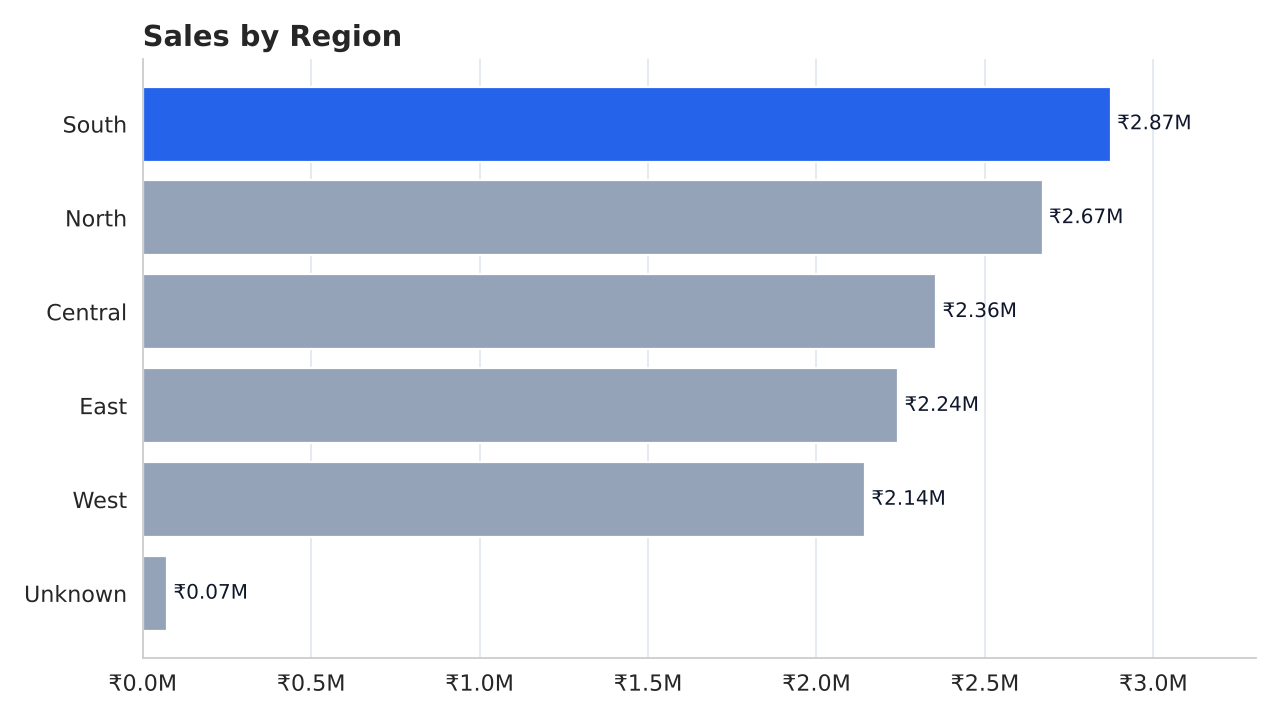 Sales by Region
South
₹2.87M
North
₹2.67M
Central
₹2.36M
East
₹2.24M
West
₹2.14M
Unknown
₹0.07M
₹0.0M ₹0.5M ₹1.0M ₹1.5M ₹2.0M ₹2.5M ₹3.0M